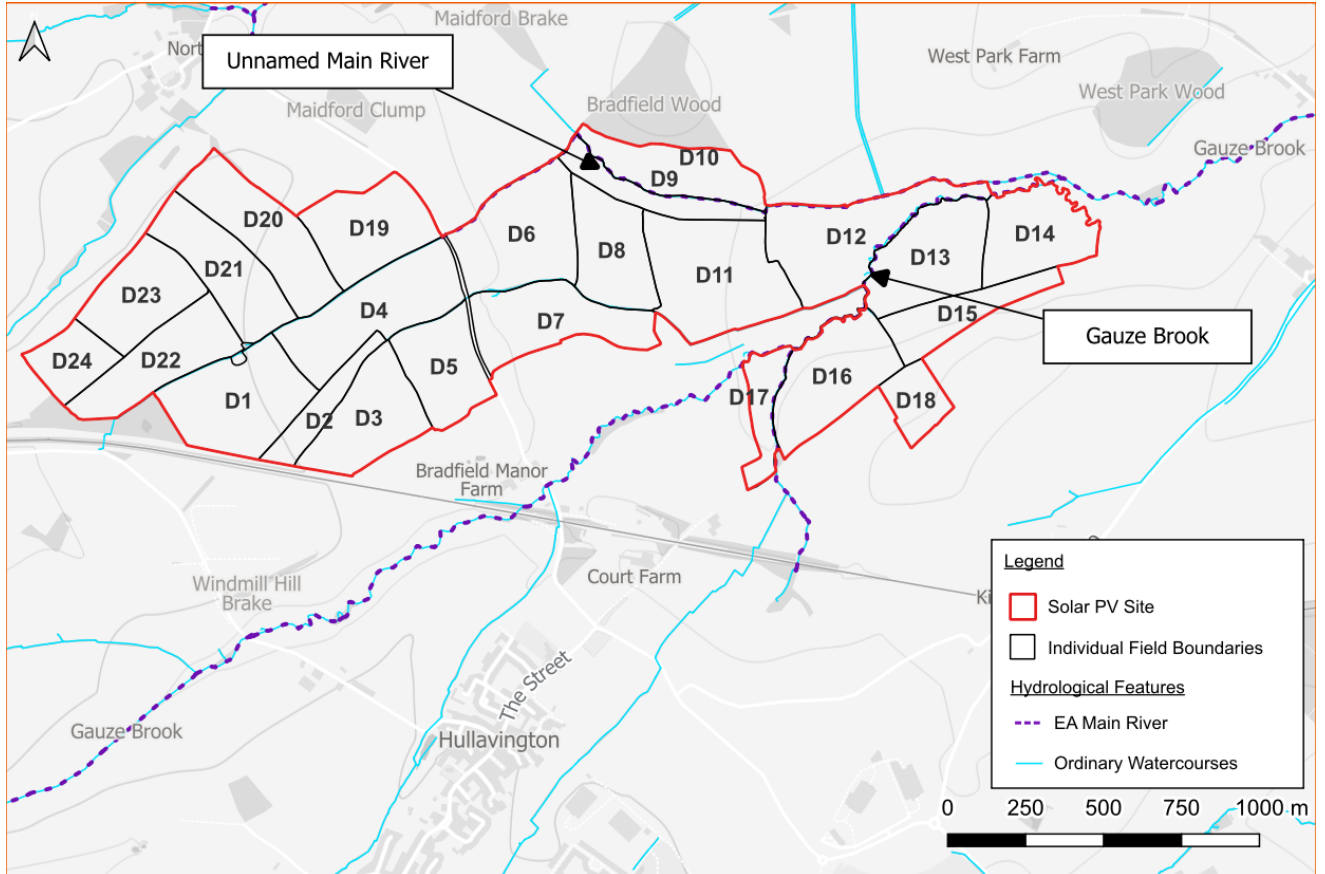 Maidford Brake
Nort
Unnamed Main River
West Park Farm
Maidford Clump
Bradfield Wood
West Park Wood
Gauze Brook
D10
D9
D20
D19
D6
D8
D12
D13
D14
D21
D11
D23
D4
D7
D15
Gauze Brook
D24
D22
D5
D16
D17
D18
D1
D2
D3
Bradfield Manor
Farm
Court Farm
Windmill Hill
Brake
Ki
The Street
Gauze Brook
Hullavington
Legend
Solar PV Site
Individual Field Boundaries
Hydrological Features
EA Main River
Ordinary Watercourses
0 250 500 750 1000 m